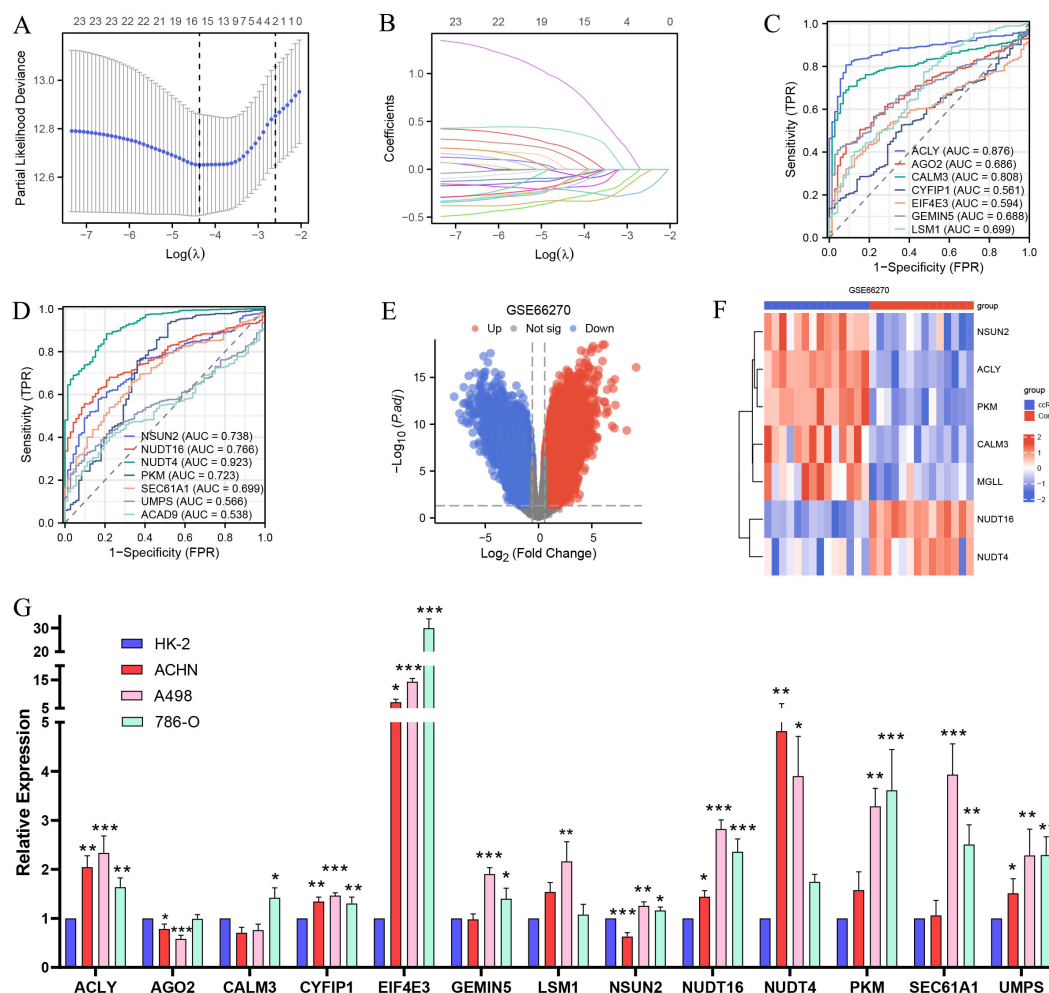 A
23 23 22 22 21 19 16 15 13 9 7 5 4 4 2 1 1 0
Partial Likelihood Deviance
13.0
12.8
12.6
−7 −6 −5 −4 −3 −2
Log(λ)
B
23 22 19 15 4 0
Coefficients
1.0
0.5
0.0
−0.5
−7 −6 −5 −4 −3 −2
Log(λ)
C
Sensitivity (TPR)
1.0
0.8
0.6
0.4
0.2
0.0
ACLY (AUC = 0.876)
AGO2 (AUC = 0.686)
CALM3 (AUC = 0.808)
CYFIP1 (AUC = 0.561)
EIF4E3 (AUC = 0.594)
GEMIN5 (AUC = 0.688)
LSM1 (AUC = 0.699)
0.0 0.2 0.4 0.6 0.8 1.0
1−Specificity (FPR)
D
Sensitivity (TPR)
1.0
0.8
0.6
0.4
0.2
0.0
NSUN2 (AUC = 0.738)
NUDT16 (AUC = 0.766)
NUDT4 (AUC = 0.923)
PKM (AUC = 0.723)
SEC61A1 (AUC = 0.699)
UMPS (AUC = 0.566)
ACAD9 (AUC = 0.538)
0.0 0.2 0.4 0.6 0.8 1.0
1−Specificity (FPR)
E
GSE66270
Up Not sig Down
−Log10 (P.adj)
15
10
5
0
−5 0 5
Log2 (Fold Change)
F
GSE66270
group
NSUN2
ACLY
PKM
CALM3
MGLL
NUDT16
NUDT4
group
ccR
Con
2
1
0
−1
−2
G
HK-2
ACHN
A498
786-O
Relative Expression
30
20
15
5
5
4
3
2
1
0
** *** **
* ***
*
** *** **
* *** ***
*** *
**
*** ** *
* *** ***
** *
** ***
*** **
* ** **
ACLY AGO2 CALM3 CYFIP1 EIF4E3 GEMIN5 LSM1 NSUN2 NUDT16 NUDT4 PKM SEC61A1 UMPS